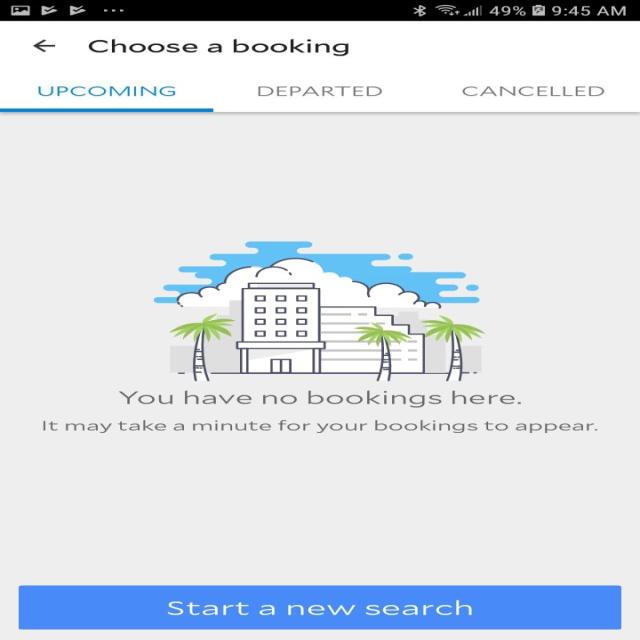 49% 9:45 AM
Choose a booking
UPCOMING DEPARTED CANCELLED
You have no bookings here.
It may take a minute for your bookings to appear.
Start a new search